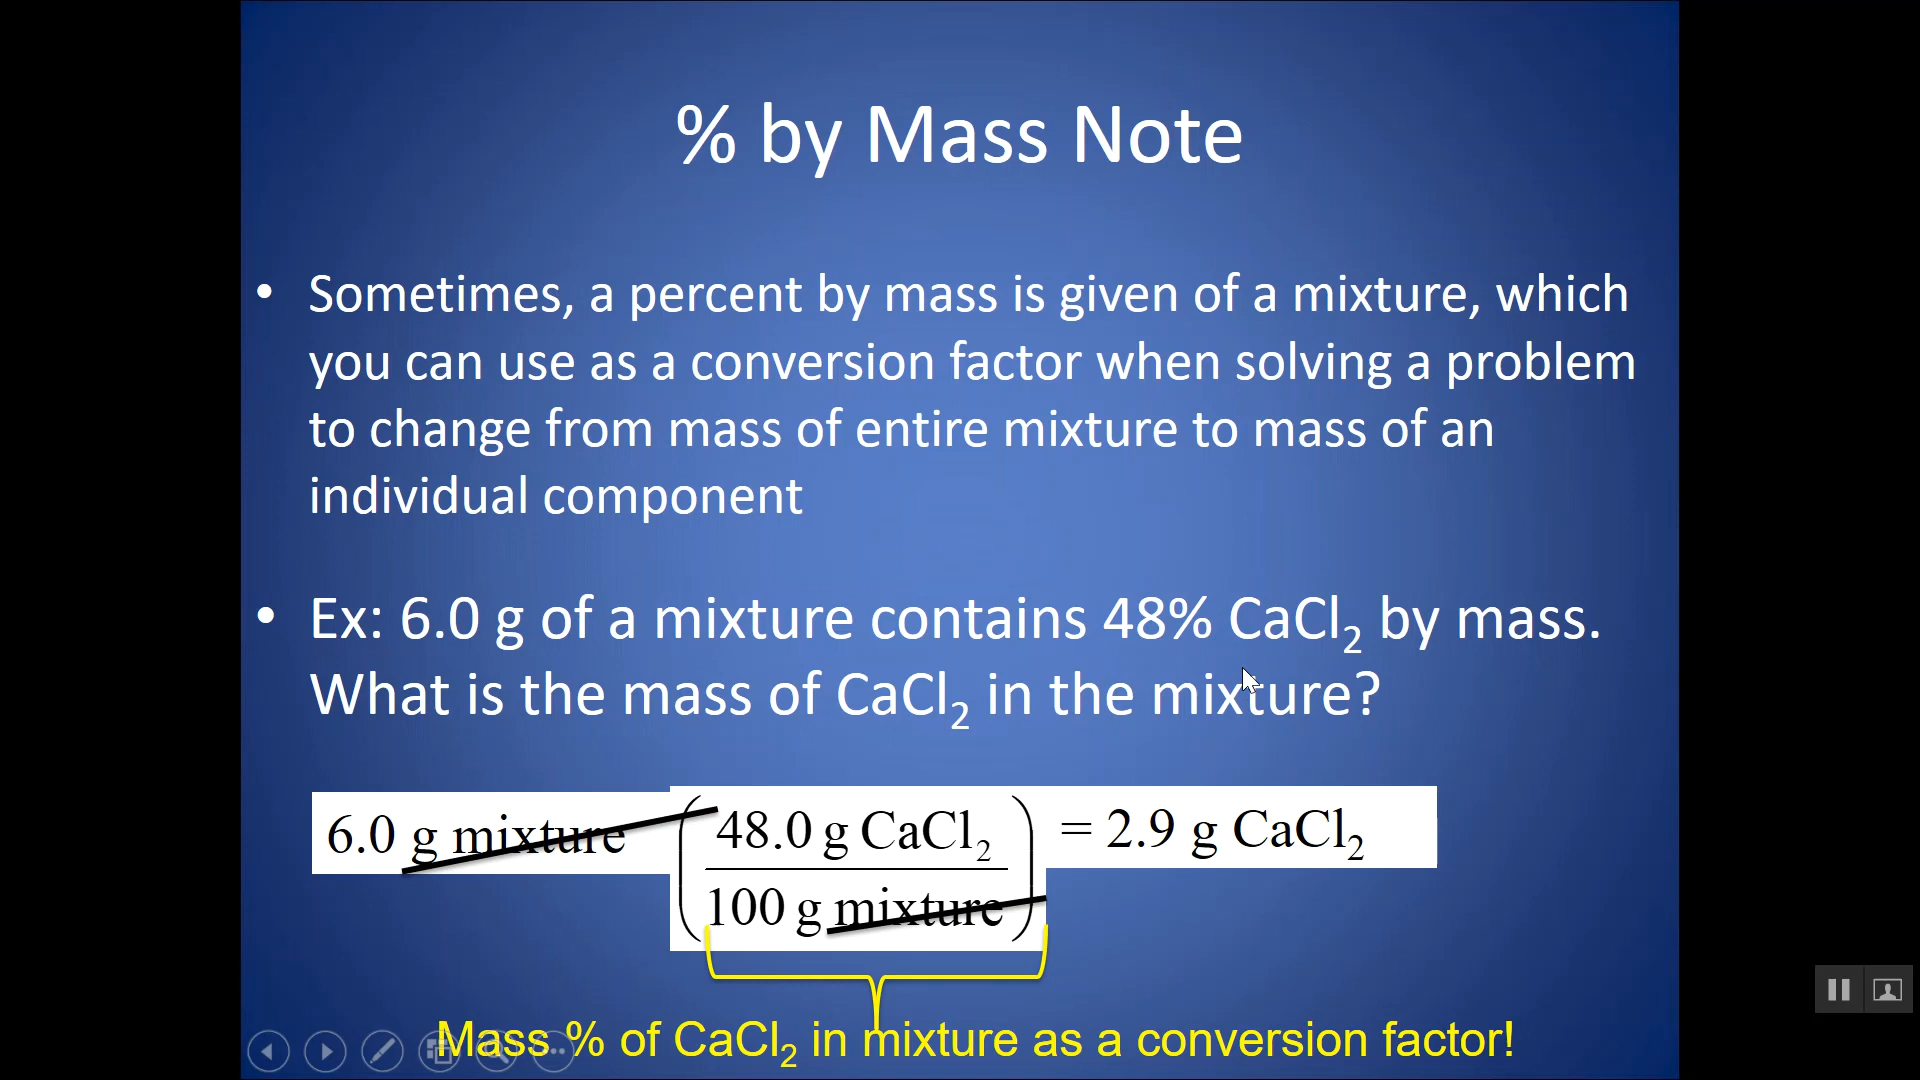 % by Mass Note
• Sometimes, a percent by mass is given of a mixture, which
you can use as a conversion factor when solving a problem
to change from mass of entire mixture to mass of an
individual component
• Ex: 6.0 g of a mixture contains 48% CaCl₂ by mass.
What is the mass of CaCl₂ in the mixture?
6.0 g mixture (48.0 g CaCl₂ / 100 g mixture) = 2.9 g CaCl₂
Mass % of CaCl₂ in mixture as a conversion factor!